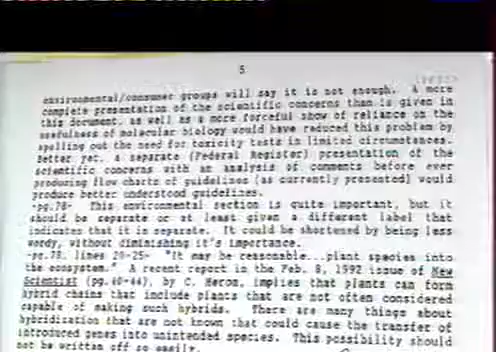 5
environmental/consumer groups will say it is not enough. A more
complete presentation of the scientific concerns than is given in
this document, as well as a more forceful show of reliance on the
usefulness of molecular biology would have reduced this problem by
spelling out the need for toxicity tests in limited circumstances.
Better yet, a separate (Federal Register) presentation of the
scientific concerns with an analysis of comments before ever
producing flow charts of guidelines (as currently presented) would
produce better understood guidelines.
-pg.78- This environmental section is quite important, but it
should be separate or at least given a different label that
indicates that it is separate. It could be shortened by being less
wordy, without diminishing it's importance.
-pg.78, lines 20-25- "It may be reasonable...plant species into
the ecosystem." A recent report in the Feb. 8, 1992 issue of New
Scientist (pg.40-44), by C. Heron, implies that plants can form
hybrid chains that include plants that are not often considered
capable of making such hybrids. There are many things about
hybridization that are not known that could cause the transfer of
introduced genes into unintended species. This possibility should
not be written off so easily.